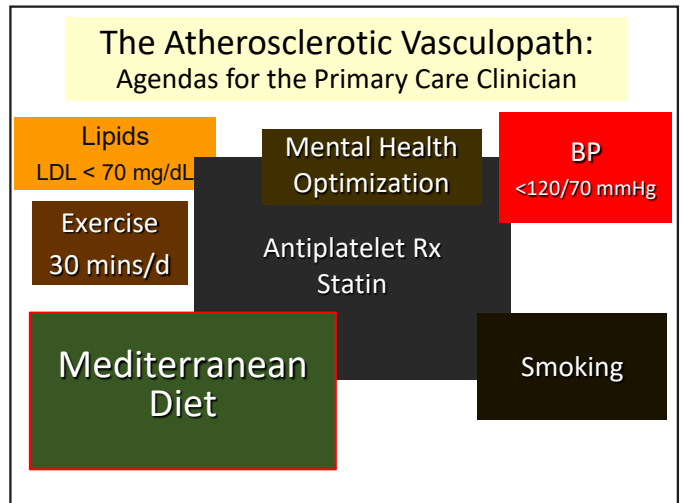 The Atherosclerotic Vasculopath:
Agendas for the Primary Care Clinician
Lipids
LDL < 70 mg/dL
Mental Health
Optimization
BP
<120/70 mmHg
Exercise
30 mins/d
Antiplatelet Rx
Statin
Mediterranean
Diet
Smoking